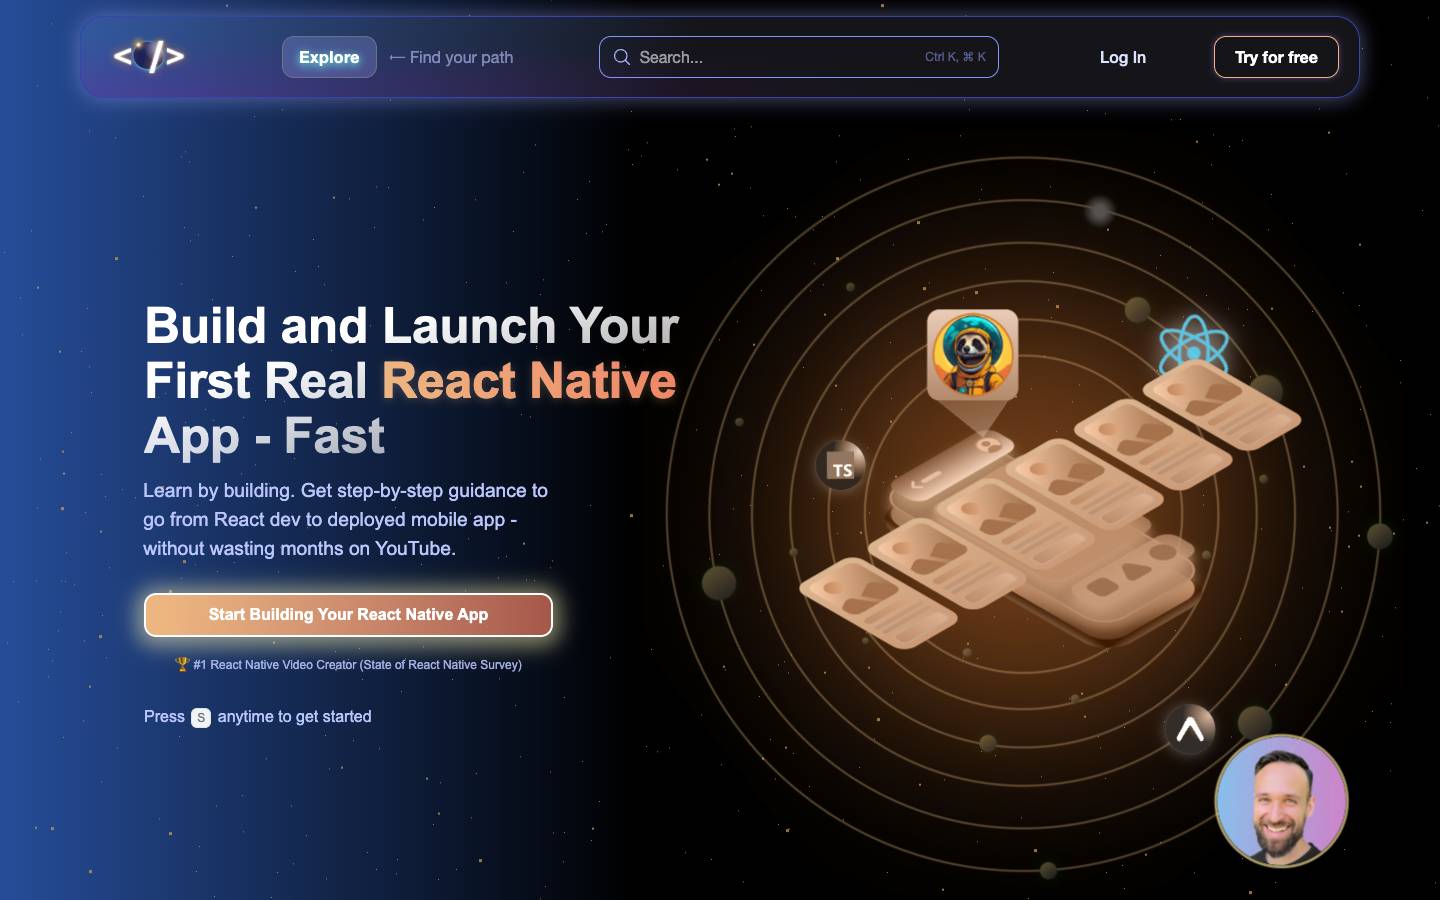 </>
Explore
← Find your path
Search...
Ctrl K, ⌘ K
Log In
Try for free
Build and Launch Your
First Real React Native
App - Fast
Learn by building. Get step-by-step guidance to
go from React dev to deployed mobile app -
without wasting months on YouTube.
Start Building Your React Native App
🏆 #1 React Native Video Creator (State of React Native Survey)
Press S anytime to get started
TS